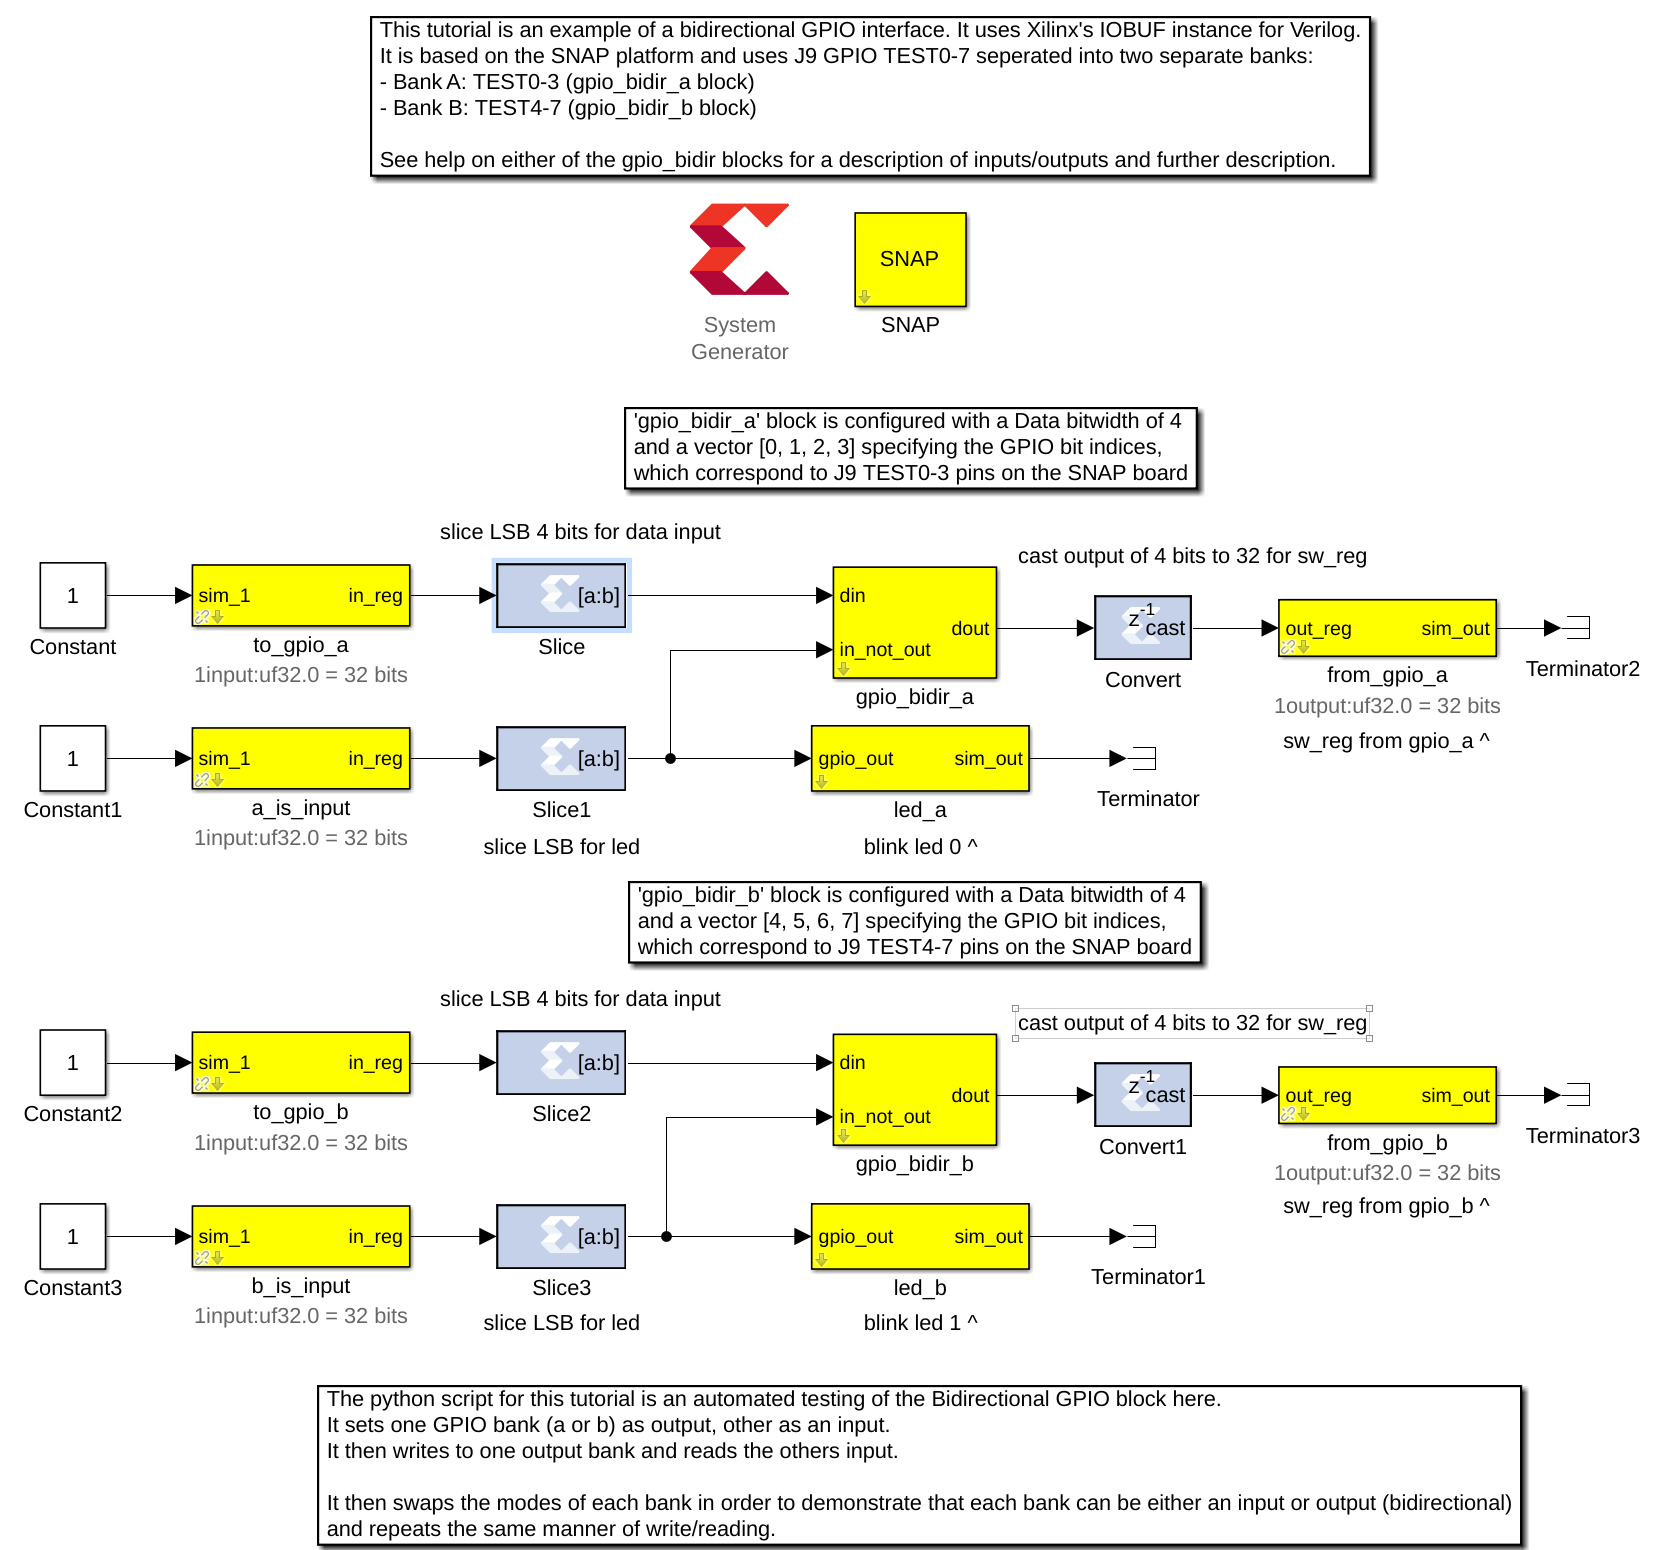 This tutorial is an example of a bidirectional GPIO interface. It uses Xilinx's IOBUF instance for Verilog.
It is based on the SNAP platform and uses J9 GPIO TEST0-7 seperated into two separate banks:
- Bank A: TEST0-3 (gpio_bidir_a block)
- Bank B: TEST4-7 (gpio_bidir_b block)
See help on either of the gpio_bidir blocks for a description of inputs/outputs and further description.
SNAP
System
Generator
SNAP
'gpio_bidir_a' block is configured with a Data bitwidth of 4
and a vector [0, 1, 2, 3] specifying the GPIO bit indices,
which correspond to J9 TEST0-3 pins on the SNAP board
slice LSB 4 bits for data input
cast output of 4 bits to 32 for sw_reg
1
sim_1 in_reg
[a:b]
din
in_not_out
dout
z-1
cast
out_reg sim_out
Constant
to_gpio_a
1input:uf32.0 = 32 bits
Slice
gpio_bidir_a
Convert
from_gpio_a
1output:uf32.0 = 32 bits
sw_reg from gpio_a ^
Terminator2
1
sim_1 in_reg
[a:b]
gpio_out sim_out
Constant1
a_is_input
1input:uf32.0 = 32 bits
Slice1
slice LSB for led
led_a
blink led 0 ^
Terminator
'gpio_bidir_b' block is configured with a Data bitwidth of 4
and a vector [4, 5, 6, 7] specifying the GPIO bit indices,
which correspond to J9 TEST4-7 pins on the SNAP board
slice LSB 4 bits for data input
cast output of 4 bits to 32 for sw_reg
1
sim_1 in_reg
[a:b]
din
in_not_out
dout
z-1
cast
out_reg sim_out
Constant2
to_gpio_b
1input:uf32.0 = 32 bits
Slice2
gpio_bidir_b
Convert1
from_gpio_b
1output:uf32.0 = 32 bits
sw_reg from gpio_b ^
Terminator3
1
sim_1 in_reg
[a:b]
gpio_out sim_out
Constant3
b_is_input
1input:uf32.0 = 32 bits
Slice3
slice LSB for led
led_b
blink led 1 ^
Terminator1
The python script for this tutorial is an automated testing of the Bidirectional GPIO block here.
It sets one GPIO bank (a or b) as output, other as an input.
It then writes to one output bank and reads the others input.
It then swaps the modes of each bank in order to demonstrate that each bank can be either an input or output (bidirectional)
and repeats the same manner of write/reading.